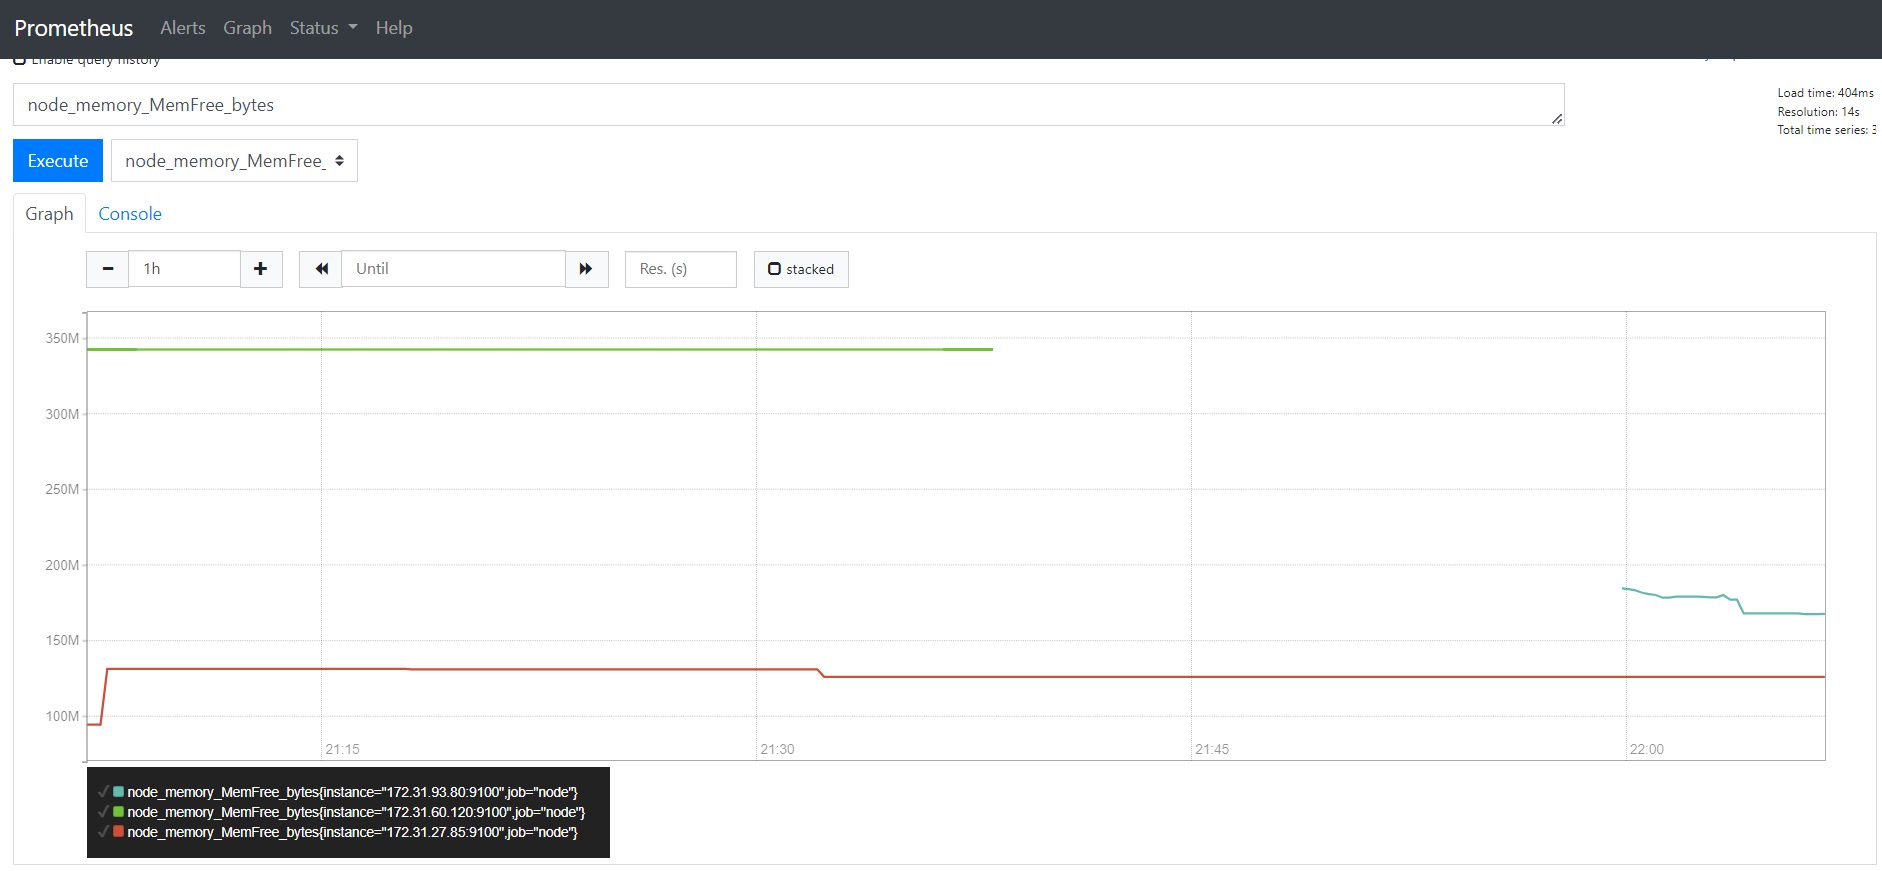 Prometheus Alerts Graph Status Help
Enable query history
node_memory_MemFree_bytes
Load time: 404ms
Resolution: 14s
Total time series: 3
Execute node_memory_MemFree_
Graph Console
1h Until Res. (s) stacked
350M
300M
250M
200M
150M
100M
21:15 21:30 21:45 22:00
node_memory_MemFree_bytes{instance="172.31.93.80:9100",job="node"}
node_memory_MemFree_bytes{instance="172.31.60.120:9100",job="node"}
node_memory_MemFree_bytes{instance="172.31.27.85:9100",job="node"}